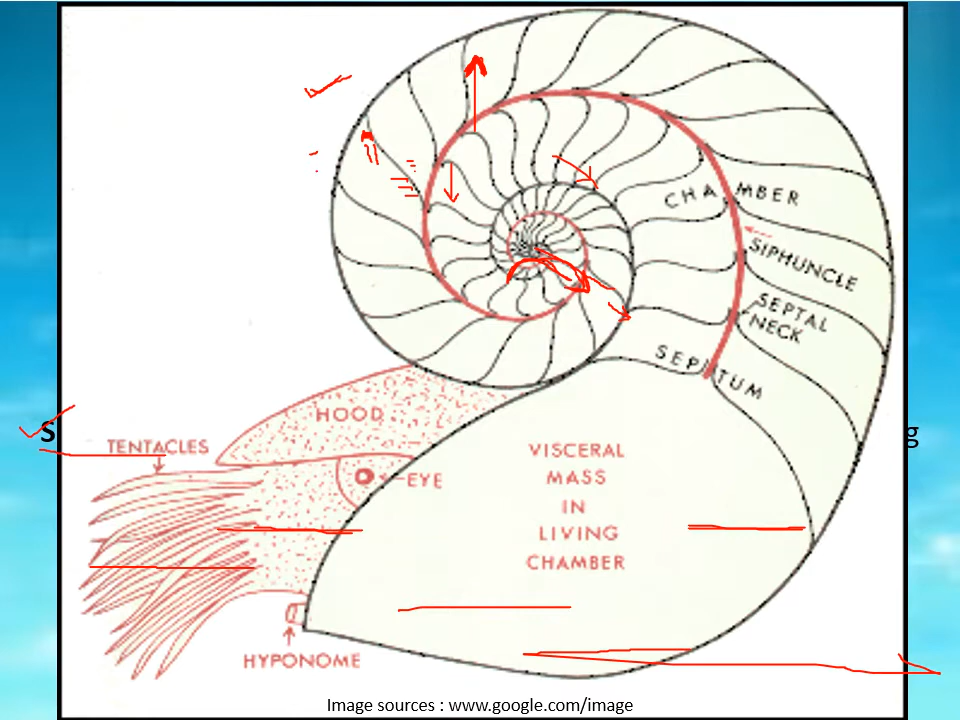 CHAMBER
SIPHUNCLE
SEPTAL
NECK
SEPTUM
HOOD
S
g
TENTACLES
EYE
VISCERAL
MASS
IN
LIVING
CHAMBER
HYPONOME
Image sources : www.google.com/image